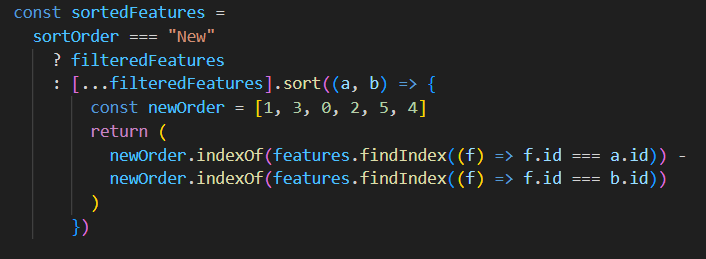 const sortedFeatures =
sortOrder === "New"
? filteredFeatures
: [...filteredFeatures].sort((a, b) => {
const newOrder = [1, 3, 0, 2, 5, 4]
return (
newOrder.indexOf(features.findIndex((f) => f.id === a.id)) -
newOrder.indexOf(features.findIndex((f) => f.id === b.id))
)
})